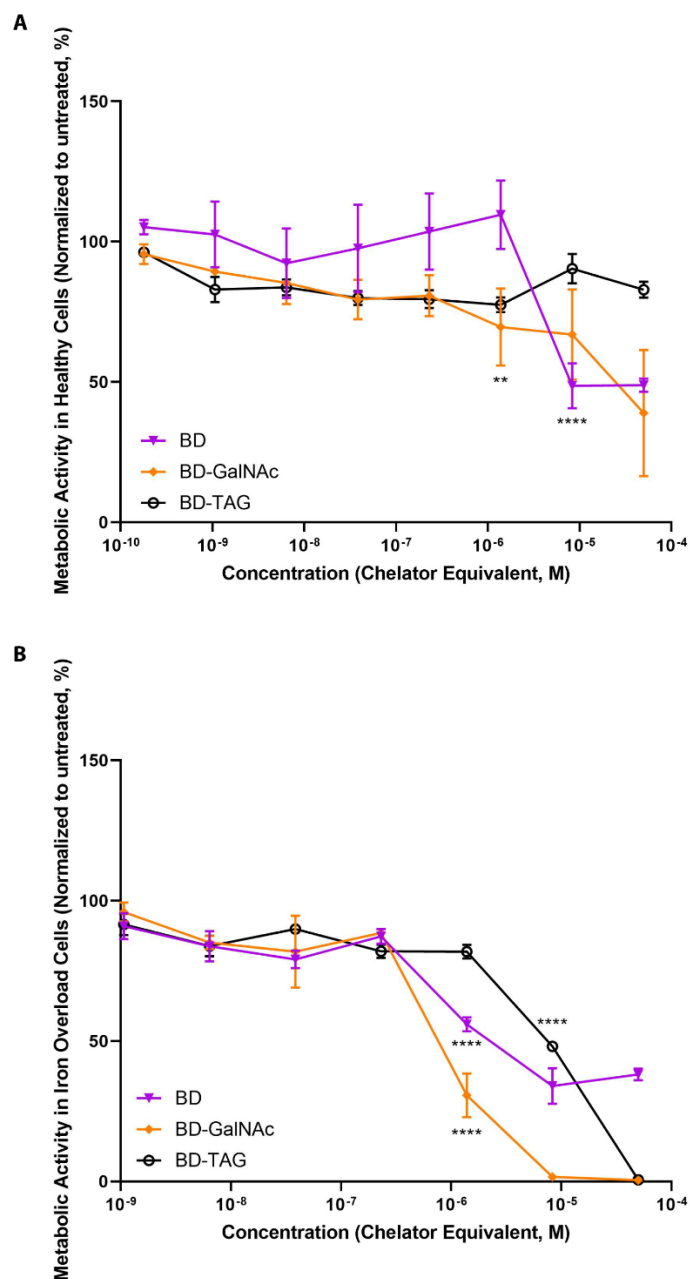 A
Metabolic Activity in Healthy Cells (Normalized to untreated, %)
150
100
50
0
**
****
BD
BD-GalNAc
BD-TAG
10-10
10-9
10-8
10-7
10-6
10-5
10-4
Concentration (Chelator Equivalent, M)
B
Metabolic Activity in Iron Overload Cells (Normalized to untreated, %)
150
100
50
0
****
****
****
BD
BD-GalNAc
BD-TAG
10-9
10-8
10-7
10-6
10-5
10-4
Concentration (Chelator Equivalent, M)